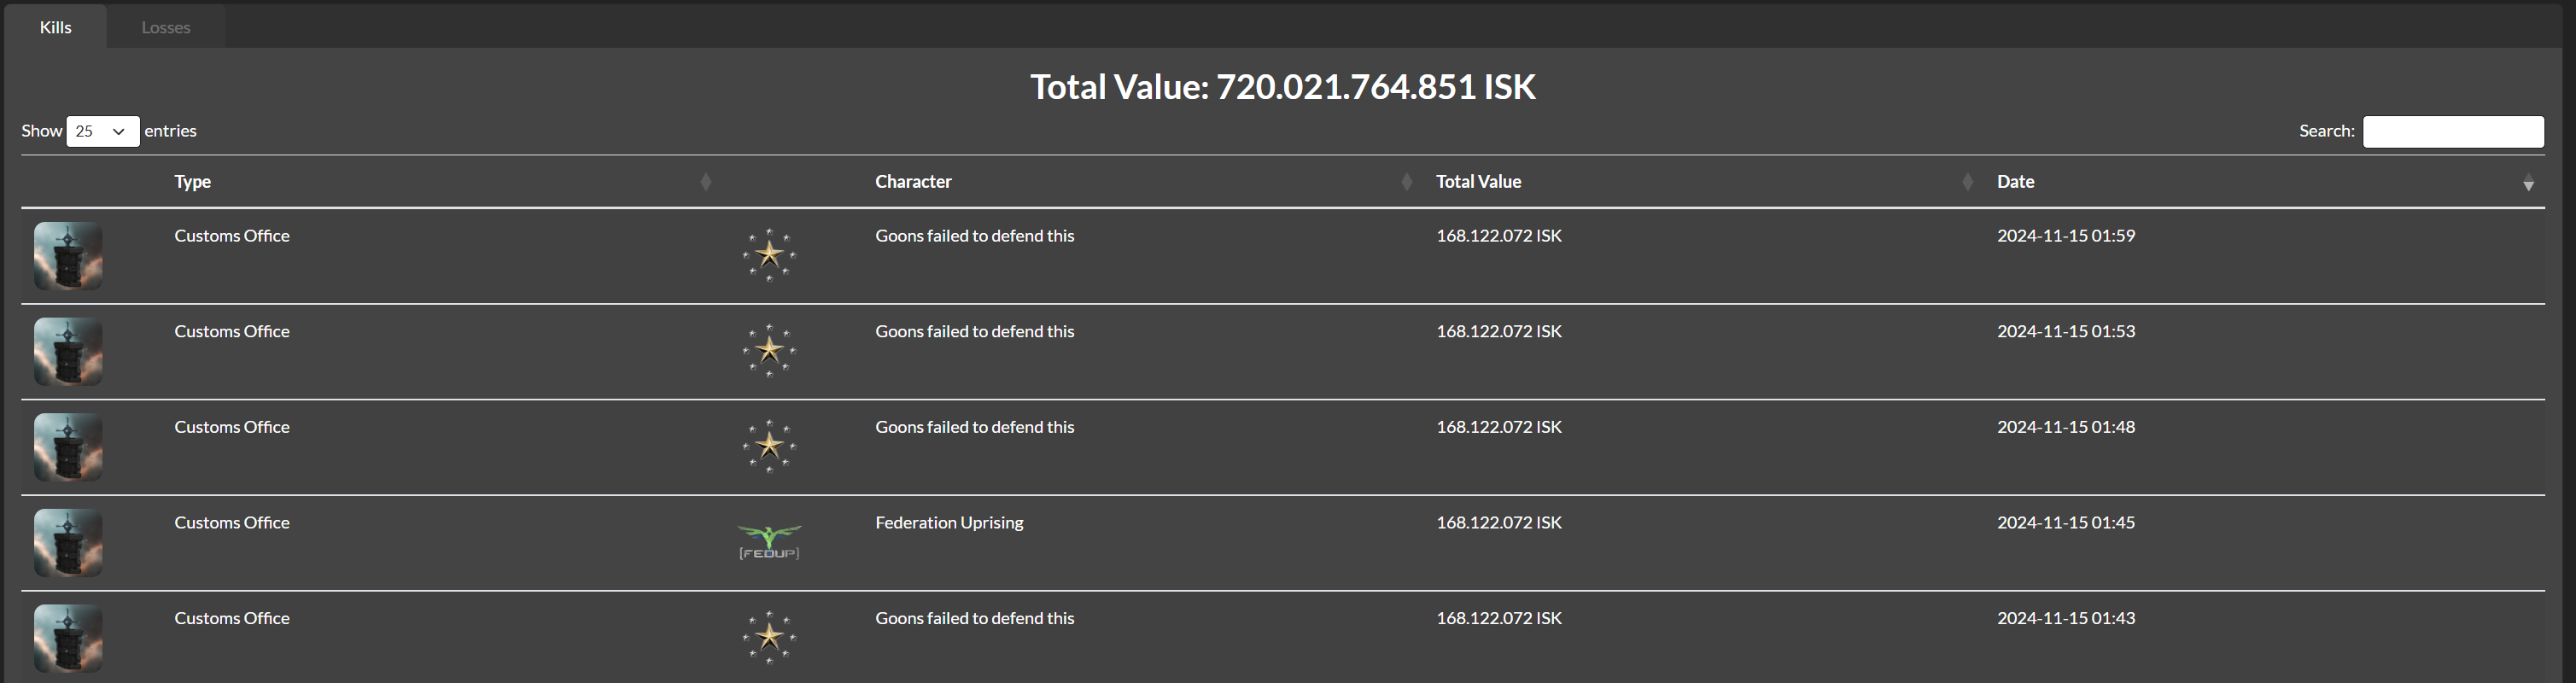 Kills Losses
Total Value: 720.021.764.851 ISK
Show 25 entries Search:
Type Character Total Value Date
Customs Office Goons failed to defend this 168.122.072 ISK 2024-11-15 01:59
Customs Office Goons failed to defend this 168.122.072 ISK 2024-11-15 01:53
Customs Office Goons failed to defend this 168.122.072 ISK 2024-11-15 01:48
Customs Office Federation Uprising 168.122.072 ISK 2024-11-15 01:45
[FEDUP]
Customs Office Goons failed to defend this 168.122.072 ISK 2024-11-15 01:43